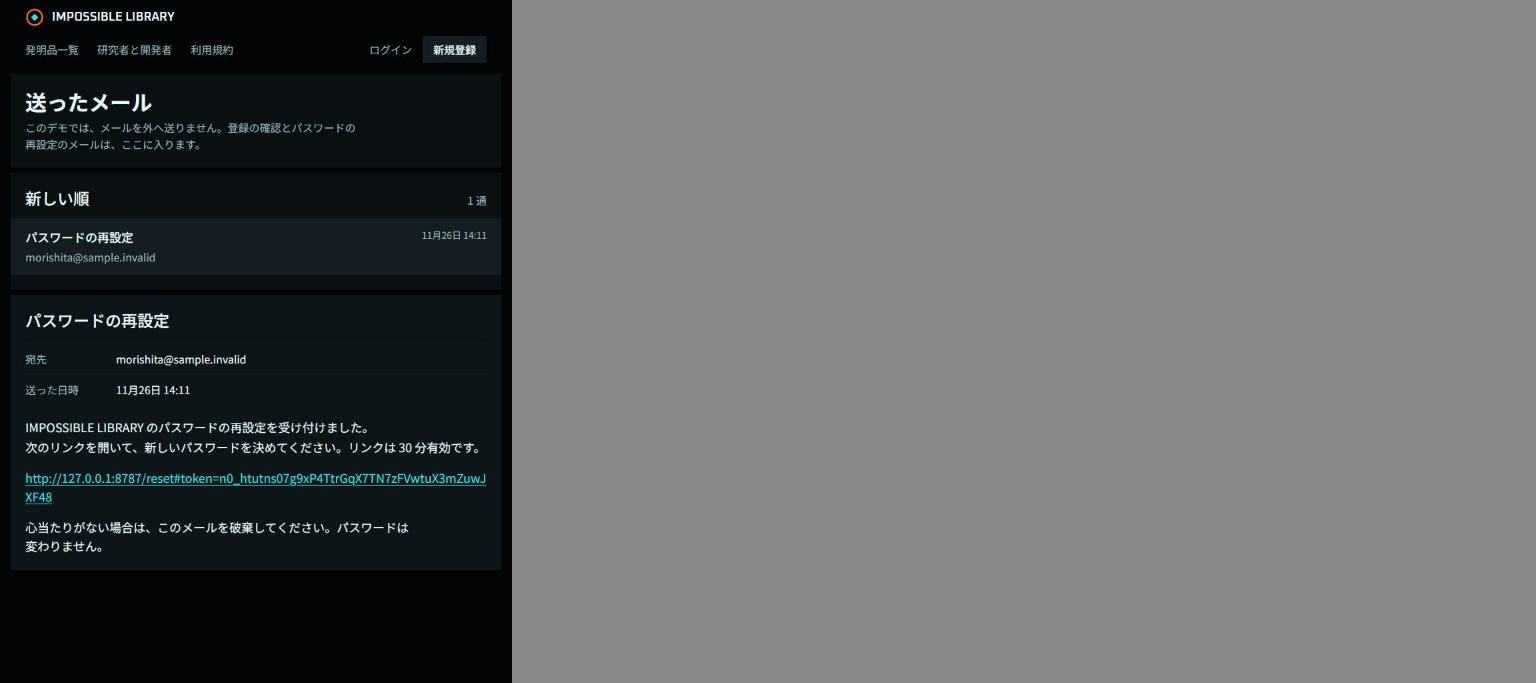 IMPOSSIBLE LIBRARY
発明品一覧 研究者と開発者 利用規約 ログイン 新規登録
送ったメール
このデモでは、メールを外へ送りません。登録の確認とパスワードの
再設定のメールは、ここに入ります。
新しい順 1 通
パスワードの再設定 11月26日 14:11
morishita@sample.invalid
パスワードの再設定
宛先 morishita@sample.invalid
送った日時 11月26日 14:11
IMPOSSIBLE LIBRARY のパスワードの再設定を受け付けました。
次のリンクを開いて、新しいパスワードを決めてください。リンクは 30 分有効です。
http://127.0.0.1:8787/reset#token=n0_htutns07g9xP4TtrGqX7TN7zFVwtuX3mZuwJ
XF48
心当たりがない場合は、このメールを破棄してください。パスワードは
変わりません。